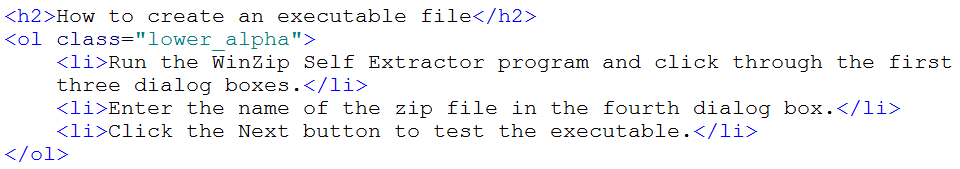 <h2>How to create an executable file</h2>
<ol class="lower_alpha">
    <li>Run the WinZip Self Extractor program and click through the first
    three dialog boxes.</li>
    <li>Enter the name of the zip file in the fourth dialog box.</li>
    <li>Click the Next button to test the executable.</li>
</ol>